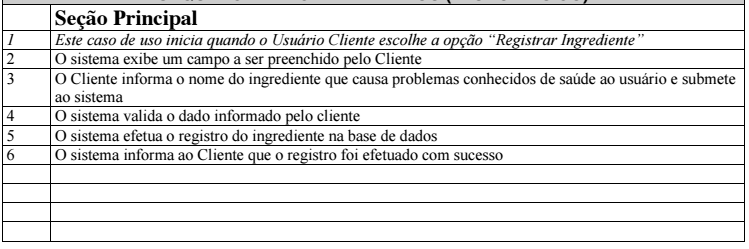 Seção Principal
1 Este caso de uso inicia quando o Usuário Cliente escolhe a opção “Registrar Ingrediente”
2 O sistema exibe um campo a ser preenchido pelo Cliente
3 O Cliente informa o nome do ingrediente que causa problemas conhecidos de saúde ao usuário e submete
ao sistema
4 O sistema valida o dado informado pelo cliente
5 O sistema efetua o registro do ingrediente na base de dados
6 O sistema informa ao Cliente que o registro foi efetuado com sucesso